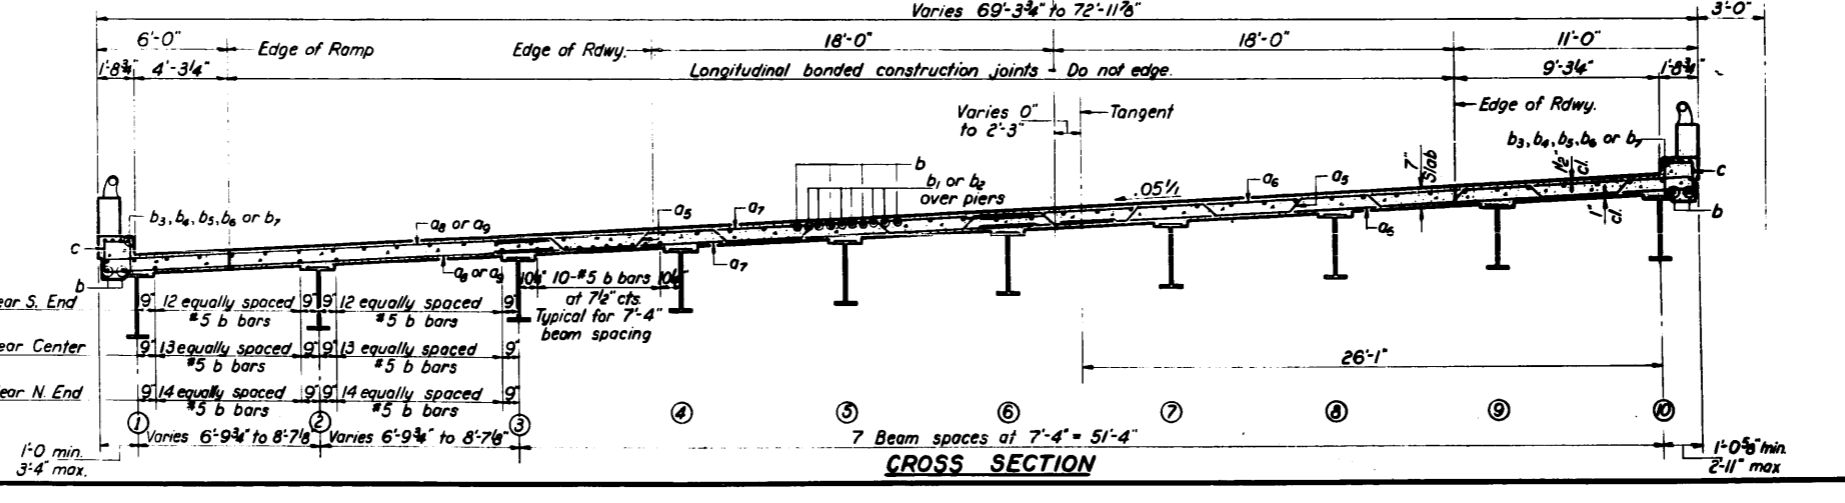 Varies 69'-3¾" to 72'-11⅞"
3'-0"
6'-0"
Edge of Ramp
Edge of Rdwy.
18'-0"
18'-0"
11'-0"
1'-8¾"
4'-3¼"
Longitudinal bonded construction joints - Do not edge.
9'-3¼"
1'-8¾"
Varies 0"
to 2'-3"
Tangent
Edge of Rdwy.
b3, b4, b5, b6 or b7
b
b1 or b2
over piers
7"
Slab
1½"
cl.
c
.05'/1
a6
a5
b3, b4, b5, b6 or b7
a8 or a9
a5
a7
1"
cl.
b
c
a8 or a9
a7
a6
b
10¼"
10-#5 b bars
at 7½" cts.
Typical for 7'-4"
beam spacing
ear S. End
9"
12 equally spaced
#5 b bars
9"
9"
12 equally spaced
#5 b bars
9"
ear Center
9"
13 equally spaced
#5 b bars
9"
9"
13 equally spaced
#5 b bars
9"
26'-1"
ear N. End
9"
14 equally spaced
#5 b bars
9"
9"
14 equally spaced
#5 b bars
9"
1
2
3
4
5
6
7
8
9
10
1'-0 min.
3'-4" max.
Varies 6'-9¾" to 8'-7⅛"
Varies 6'-9¾" to 8'-7⅛"
7 Beam spaces at 7'-4" = 51'-4"
1'-0⅝" min.
2'-11" max
CROSS SECTION